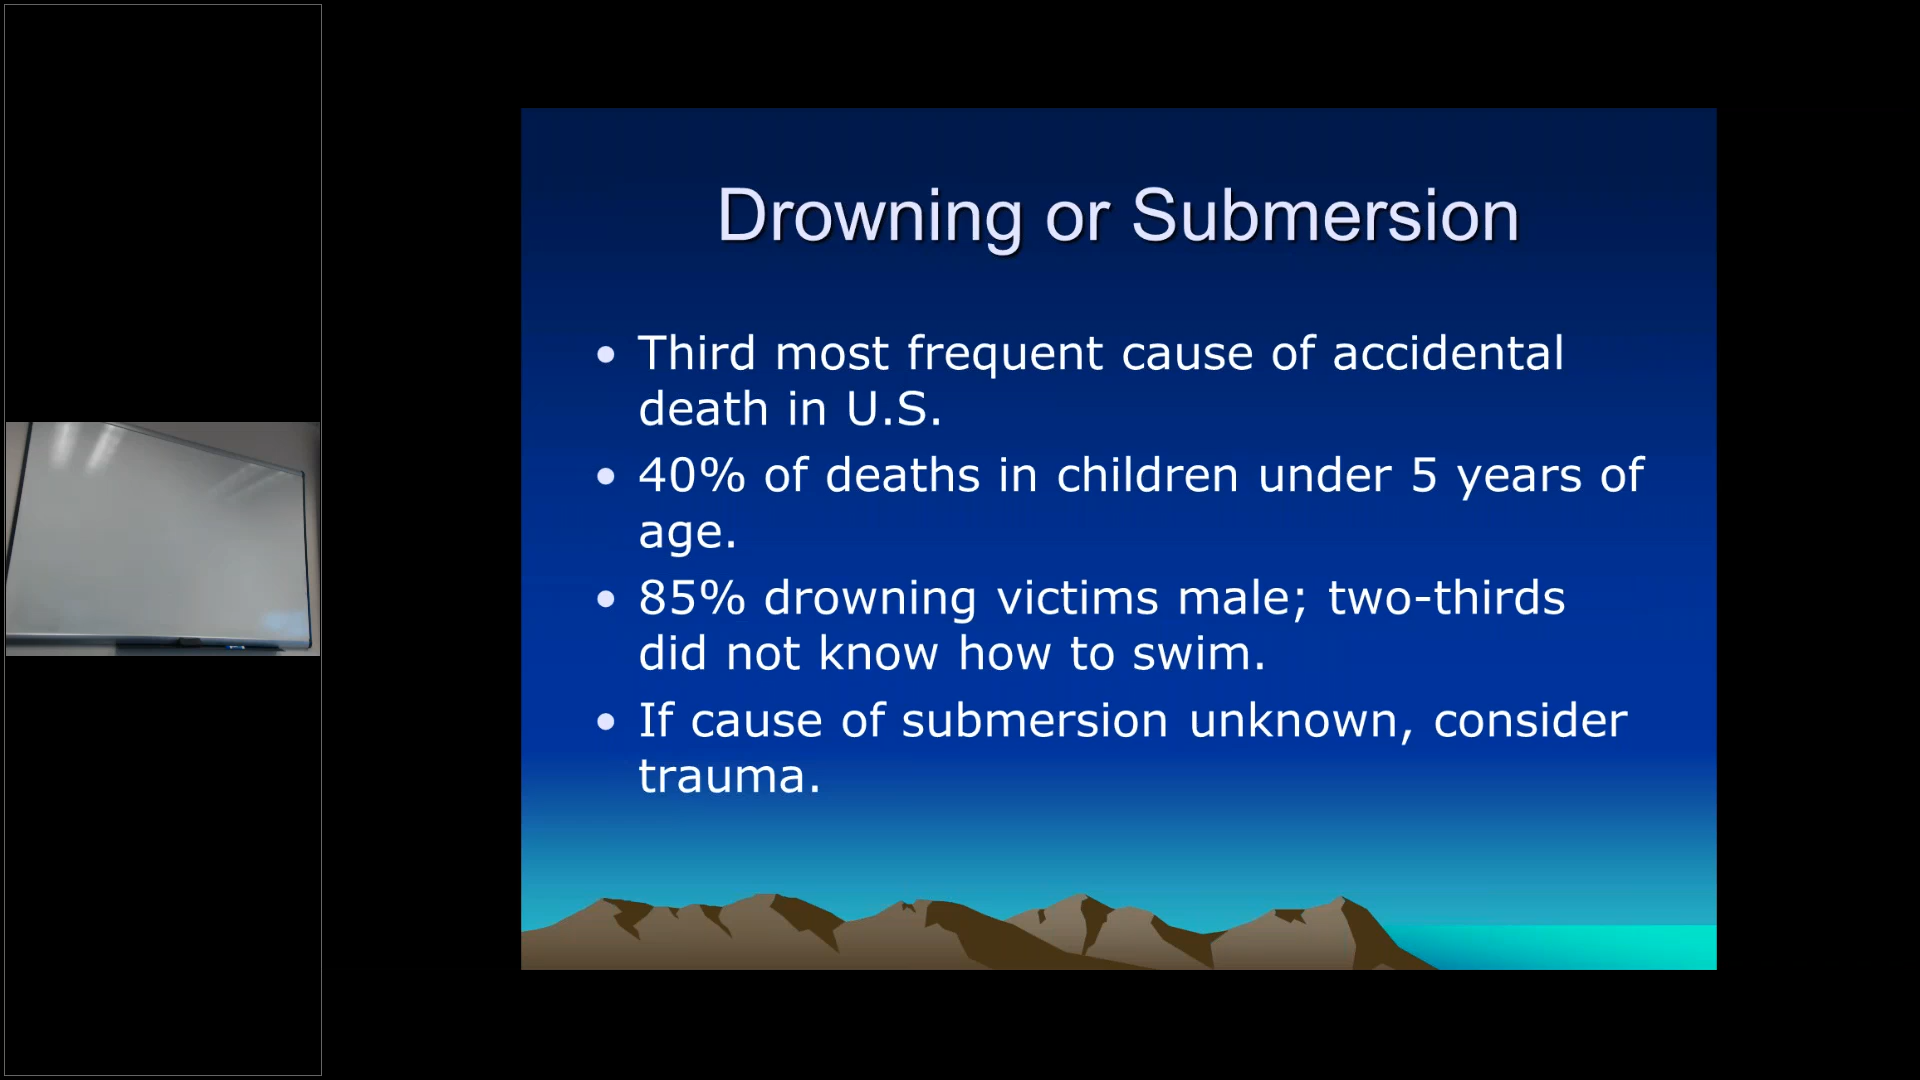 Drowning or Submersion
• Third most frequent cause of accidental
death in U.S.
• 40% of deaths in children under 5 years of
age.
• 85% drowning victims male; two-thirds
did not know how to swim.
• If cause of submersion unknown, consider
trauma.